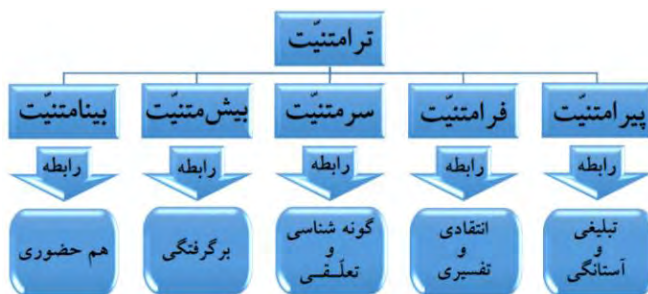 ترامتنیّت
پیرامتنیّت
فرامتنیّت
سرمتنیّت
بیش‌متنیّت
بینامتنیّت
رابطه
رابطه
رابطه
رابطه
رابطه
تبلیغی
و
آستانگی
انتقادی
و
تفسیری
گونه شناسی
و
تعلّـقـی
برگرفتگی
هم حضوری